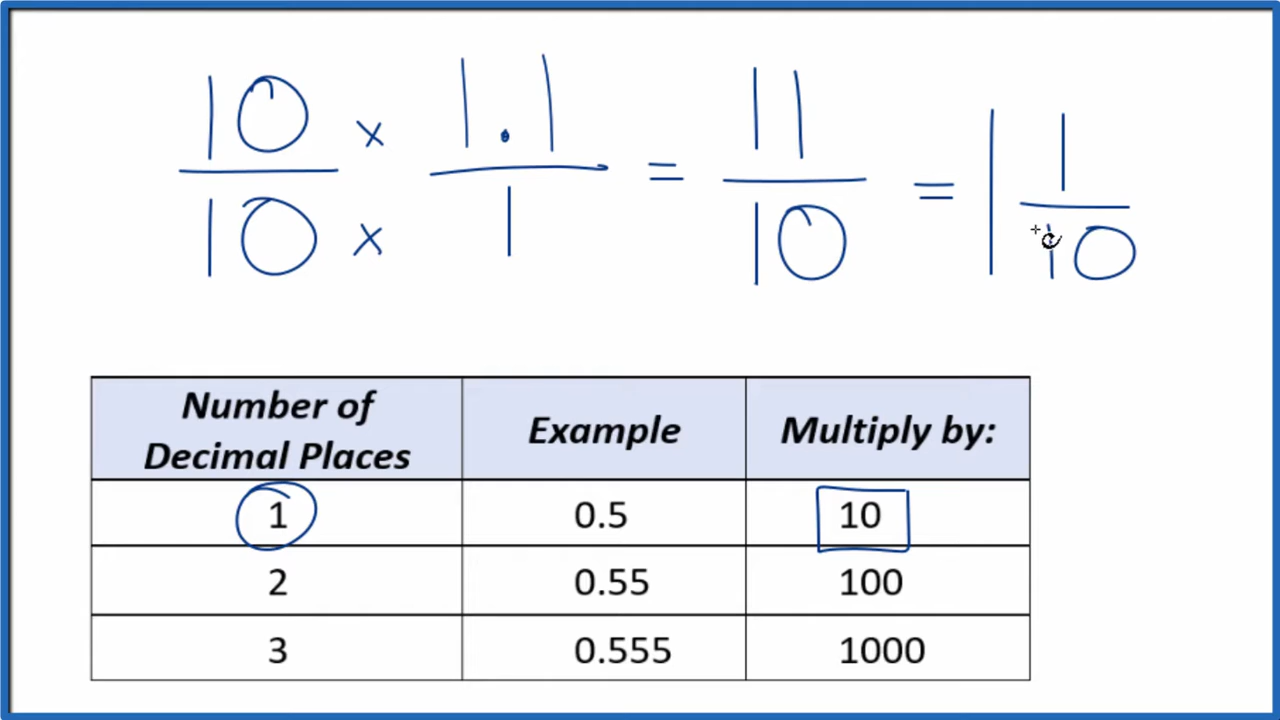 10/10 × 1.1/1 = 11/10 = 1 1/10
Number of Decimal Places Example Multiply by:
1 0.5 10
2 0.55 100
3 0.555 1000